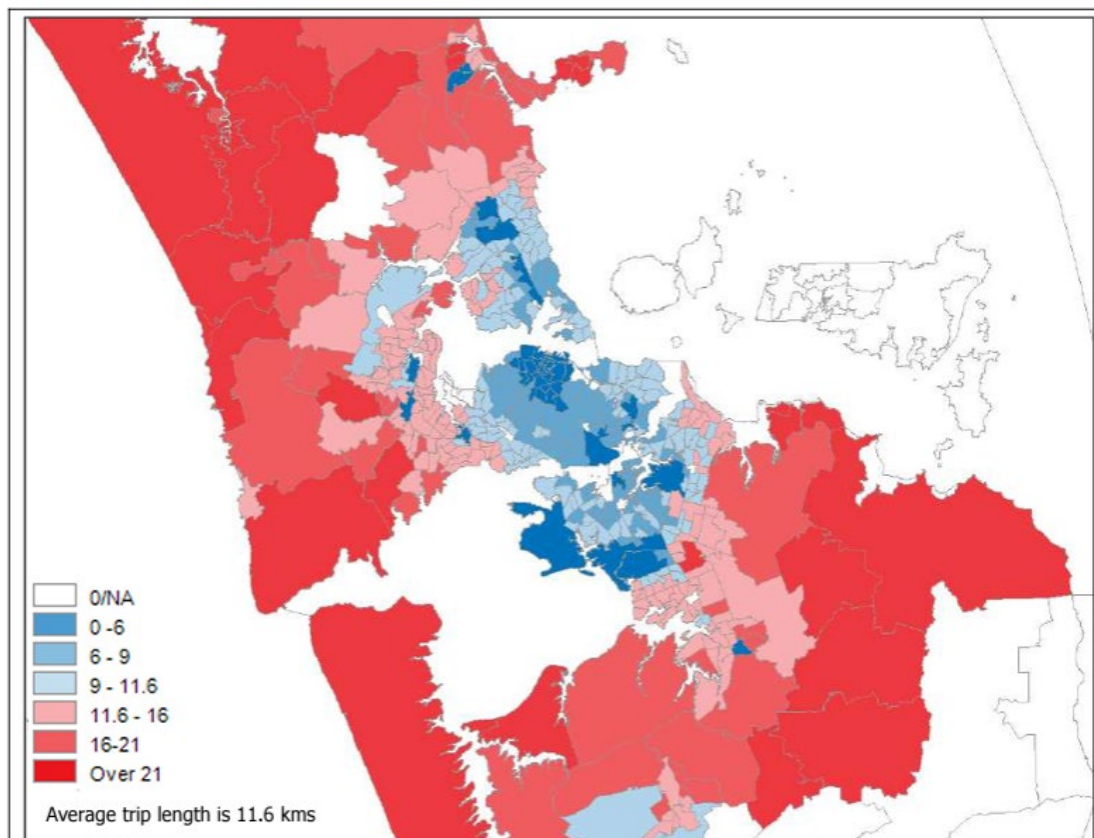 0/NA
0 -6
6 - 9
9 - 11.6
11.6 - 16
16-21
Over 21
Average trip length is 11.6 kms